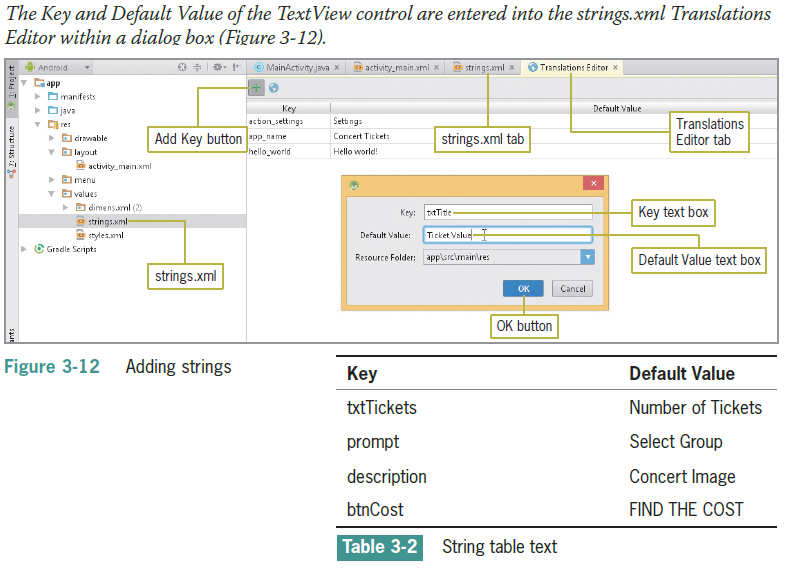 The Key and Default Value of the TextView control are entered into the strings.xml Translations
Editor within a dialog box (Figure 3-12).
1: Project
Android
MainActivity.java x
activity_main.xml x
strings.xml x
Translations Editor x
app
manifests
java
res
drawable
layout
activity_main.xml
menu
values
dimens.xml (2)
strings.xml
styles.xml
Gradle Scripts
7: Structure
Add Key button
Key
Default Value
action_settings
Settings
app_name
Concert Tickets
hello_world
Hello world!
strings.xml tab
Translations
Editor tab
Key:
txtTitle
Default Value:
Ticket Value
Resource Folder:
app\src\main\res
OK
Cancel
Key text box
Default Value text box
OK button
strings.xml
Figure 3-12 Adding strings
Key Default Value
txtTickets Number of Tickets
prompt Select Group
description Concert Image
btnCost FIND THE COST
Table 3-2 String table text